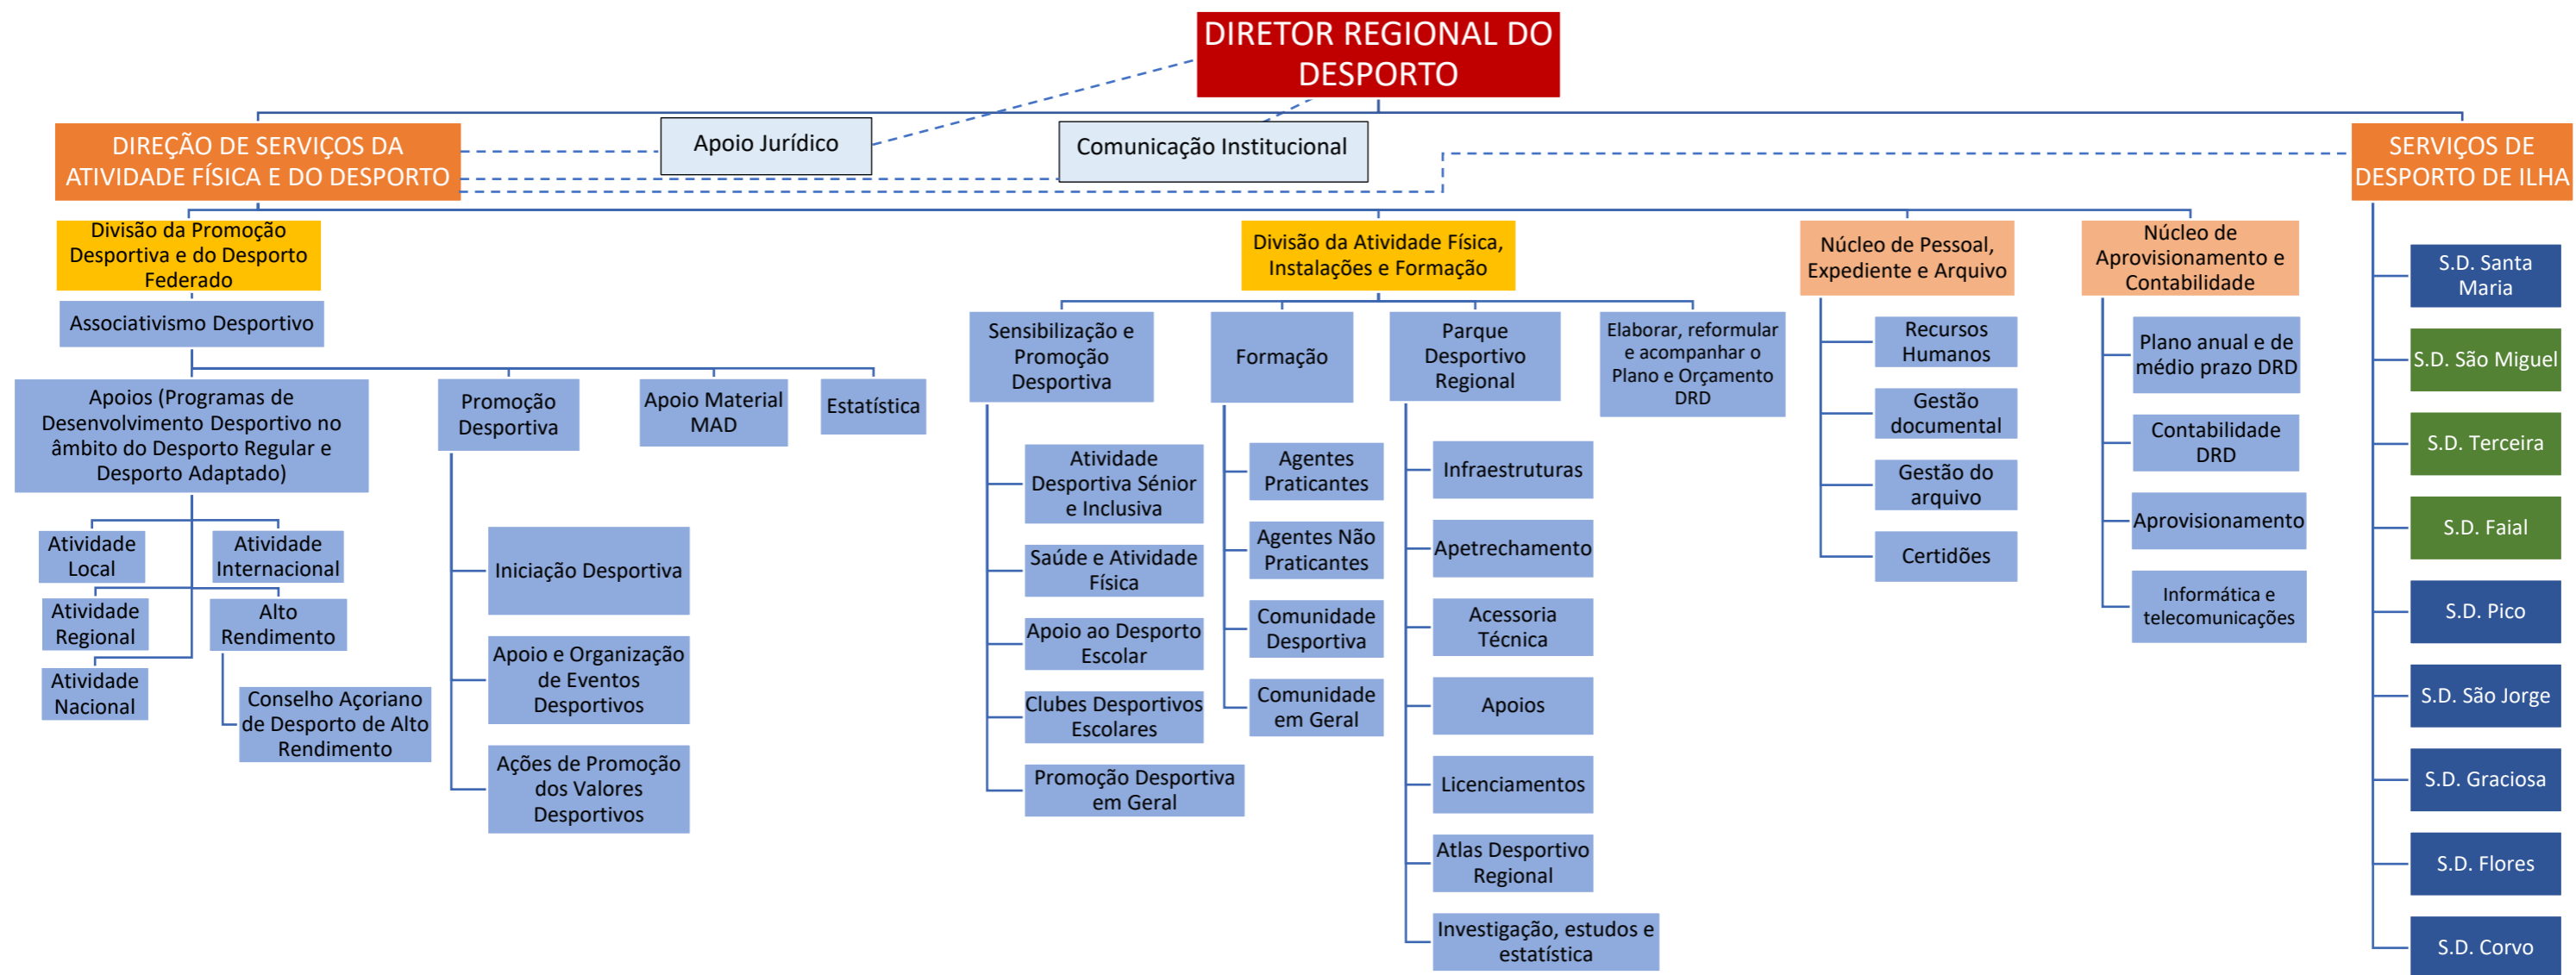 DIRETOR REGIONAL DO
DESPORTO
DIREÇÃO DE SERVIÇOS DA
ATIVIDADE FÍSICA E DO DESPORTO
Apoio Jurídico
Comunicação Institucional
SERVIÇOS DE
DESPORTO DE ILHA
Divisão da Promoção
Desportiva e do Desporto
Federado
Associativismo Desportivo
Apoios (Programas de
Desenvolvimento Desportivo no
âmbito do Desporto Regular e
Desporto Adaptado)
Atividade
Local
Atividade
Internacional
Atividade
Regional
Alto
Rendimento
Atividade
Nacional
Conselho Açoriano
de Desporto de Alto
Rendimento
Promoção
Desportiva
Iniciação Desportiva
Apoio e Organização
de Eventos
Desportivos
Ações de Promoção
dos Valores
Desportivos
Apoio Material
MAD
Estatística
Divisão da Atividade Física,
Instalações e Formação
Sensibilização e
Promoção
Desportiva
Atividade
Desportiva Sénior
e Inclusiva
Saúde e Atividade
Física
Apoio ao Desporto
Escolar
Clubes Desportivos
Escolares
Promoção Desportiva
em Geral
Formação
Agentes
Praticantes
Agentes Não
Praticantes
Comunidade
Desportiva
Comunidade
em Geral
Parque
Desportivo
Regional
Infraestruturas
Apetrechamento
Acessoria
Técnica
Apoios
Licenciamentos
Atlas Desportivo
Regional
Investigação, estudos e
estatística
Elaborar, reformular
e acompanhar o
Plano e Orçamento
DRD
Núcleo de Pessoal,
Expediente e Arquivo
Recursos
Humanos
Gestão
documental
Gestão do
arquivo
Certidões
Núcleo de
Aprovisionamento e
Contabilidade
Plano anual e de
médio prazo DRD
Contabilidade
DRD
Aprovisionamento
Informática e
telecomunicações
S.D. Santa
Maria
S.D. São Miguel
S.D. Terceira
S.D. Faial
S.D. Pico
S.D. São Jorge
S.D. Graciosa
S.D. Flores
S.D. Corvo